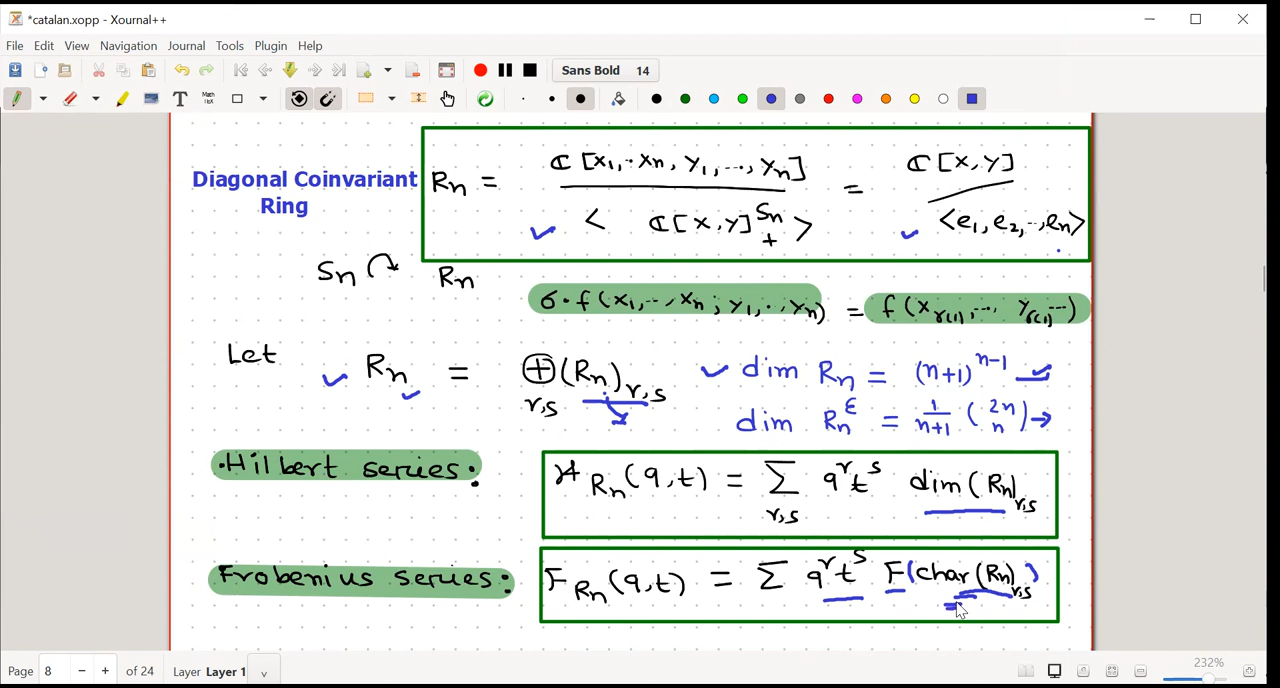 *catalan.xopp - Xournal++
File Edit View Navigation Journal Tools Plugin Help
Sans Bold 14
T Math TeX
Diagonal Coinvariant Ring
Rn = ℂ[x1,..xn, y1,…,yn] / < ℂ[x,y]^Sn_+ > = ℂ[x,y] / <e1,e2,..,en>
Sn ↷ Rn
σ·f(x1,..,xn; y1,..,yn) = f(xσ(1),… yσ(1)…)
Let Rn = ⊕_{r,s} (Rn)_{r,s} dim Rn = (n+1)^{n-1}
dim Rn^ε = 1/(n+1) (2n n) →
·Hilbert series: H_Rn(q,t) = Σ_{r,s} q^r t^s dim(Rn)_{r,s}
Frobenius series: F_Rn(q,t) = Σ q^r t^s F(char(Rn)_{r,s})
Page 8 − + of 24 Layer Layer 1 232%